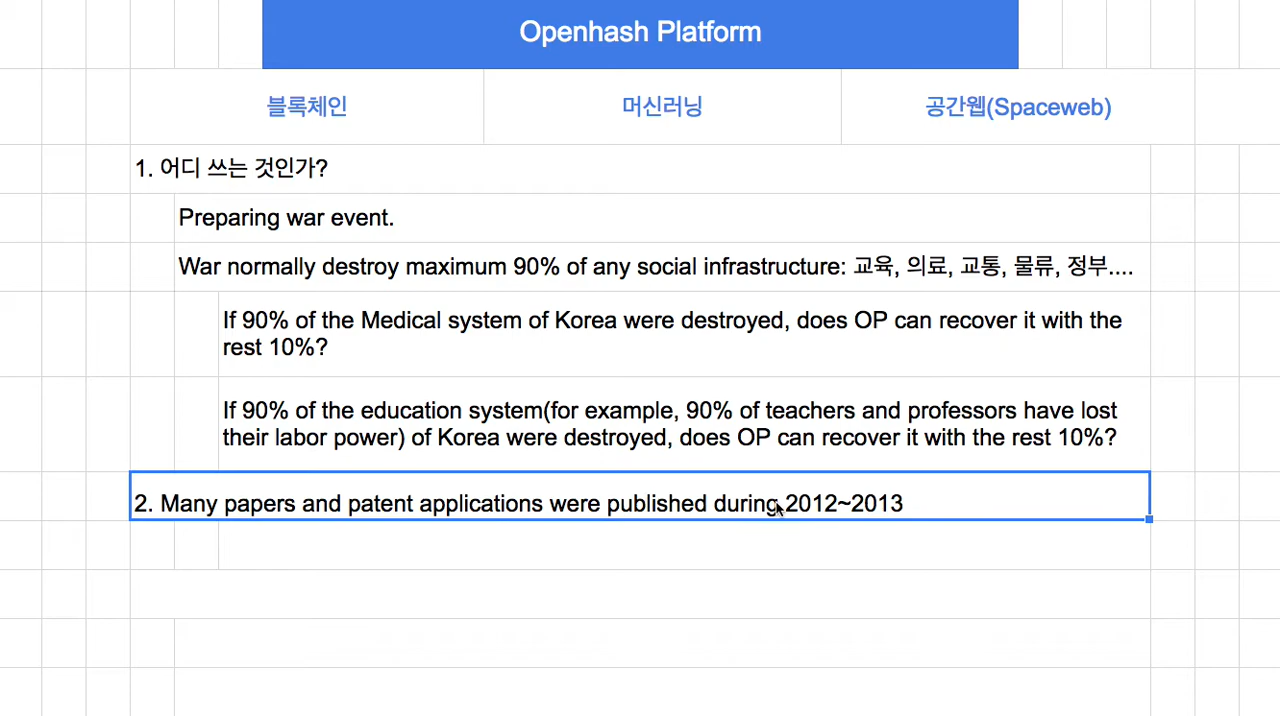 Openhash Platform
블록체인 머신러닝 공간웹(Spaceweb)
1. 어디 쓰는 것인가?
Preparing war event.
War normally destroy maximum 90% of any social infrastructure: 교육, 의료, 교통, 물류, 정부....
If 90% of the Medical system of Korea were destroyed, does OP can recover it with the
rest 10%?
If 90% of the education system(for example, 90% of teachers and professors have lost
their labor power) of Korea were destroyed, does OP can recover it with the rest 10%?
2. Many papers and patent applications were published during 2012~2013